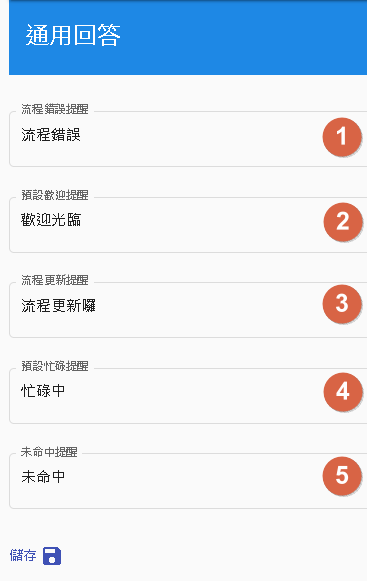 通用回答
流程錯誤提醒
流程錯誤
1
預設歡迎提醒
歡迎光臨
2
流程更新提醒
流程更新囉
3
預設忙碌提醒
忙碌中
4
未命中提醒
未命中
5
儲存